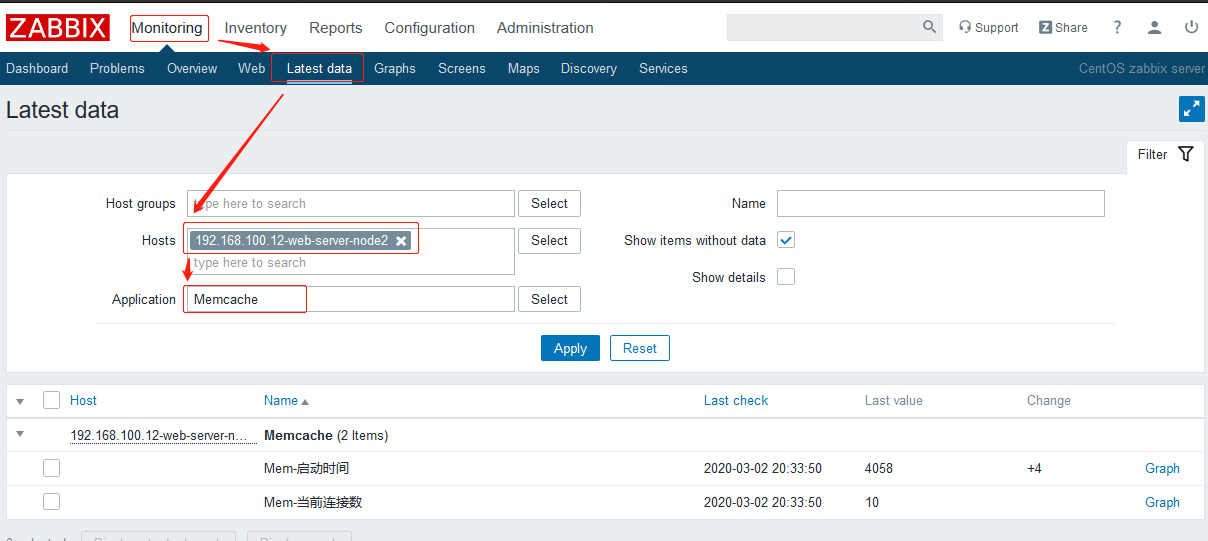 ZABBIX Monitoring Inventory Reports Configuration Administration Support Z Share ?
Dashboard Problems Overview Web Latest data Graphs Screens Maps Discovery Services CentOS zabbix server
Latest data
Filter
Host groups type here to search Select Name
Hosts 192.168.100.12-web-server-node2 Select Show items without data
type here to search
Show details
Application Memcache Select
Apply Reset
Host Name Last check Last value Change
192.168.100.12-web-server-n... Memcache (2 Items)
Mem-启动时间 2020-03-02 20:33:50 4058 +4 Graph
Mem-当前连接数 2020-03-02 20:33:50 10 Graph